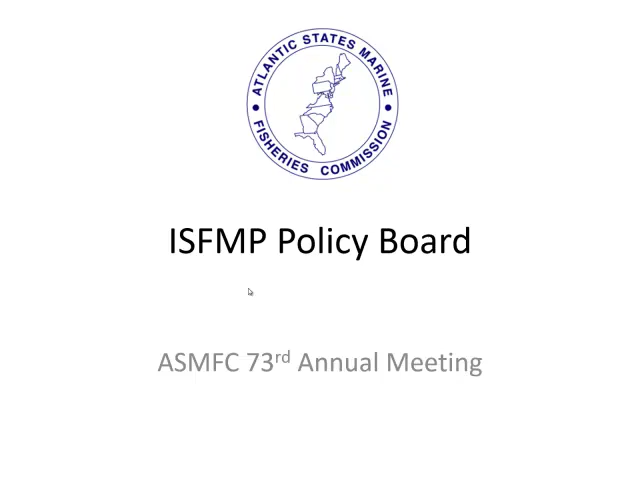 ATLANTIC STATES MARINE
FISHERIES COMMISSION
ISFMP Policy Board
ASMFC 73rd Annual Meeting